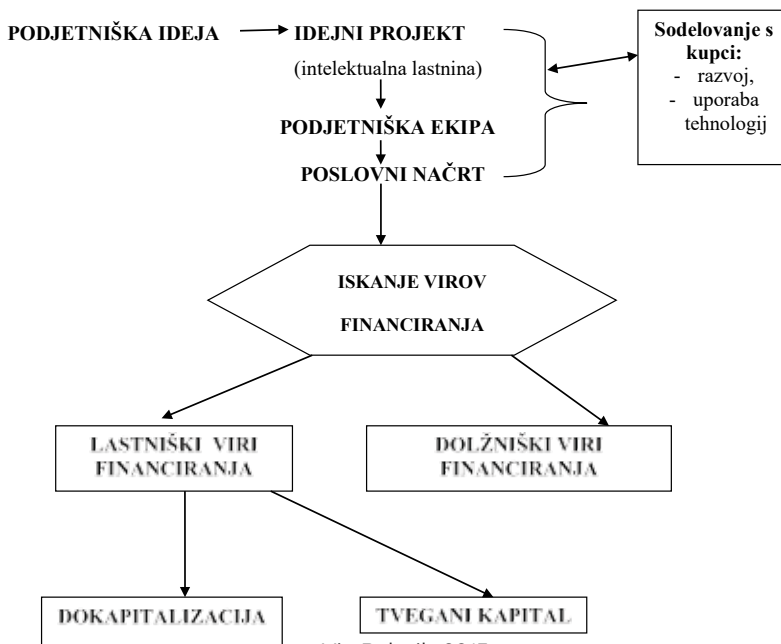 PODJETNIŠKA IDEJA
IDEJNI PROJEKT
(intelektualna lastnina)
PODJETNIŠKA EKIPA
POSLOVNI NAČRT
Sodelovanje s
kupci:
- razvoj,
- uporaba
tehnologij
ISKANJE VIROV
FINANCIRANJA
LASTNIŠKI VIRI
FINANCIRANJA
DOLŽNIŠKI VIRI
FINANCIRANJA
DOKAPITALIZACIJA
TVEGANI KAPITAL